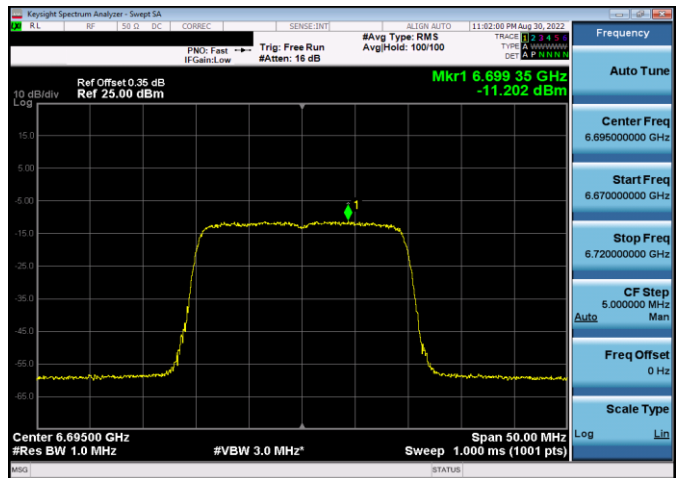 Keysight Spectrum Analyzer - Swept SA
RL RF 50 Ω DC CORREC SENSE:INT ALIGN AUTO 11:02:00 PM Aug 30, 2022
PNO: Fast
IFGain:Low
Trig: Free Run
#Atten: 16 dB
#Avg Type: RMS
Avg|Hold: 100/100
TRACE 1 2 3 4 5 6
TYPE A WWWWW
DET A P N N N N
Ref Offset 0.35 dB
Ref 25.00 dBm
10 dB/div
Log
Mkr1 6.699 35 GHz
-11.202 dBm
15.0
5.00
-5.00
-15.0
-25.0
-35.0
-45.0
-55.0
-65.0
1
Center 6.69500 GHz
#Res BW 1.0 MHz
#VBW 3.0 MHz*
Span 50.00 MHz
Sweep 1.000 ms (1001 pts)
MSG
STATUS
Frequency
Auto Tune
Center Freq
6.695000000 GHz
Start Freq
6.670000000 GHz
Stop Freq
6.720000000 GHz
CF Step
5.000000 MHz
Auto Man
Freq Offset
0 Hz
Scale Type
Log Lin